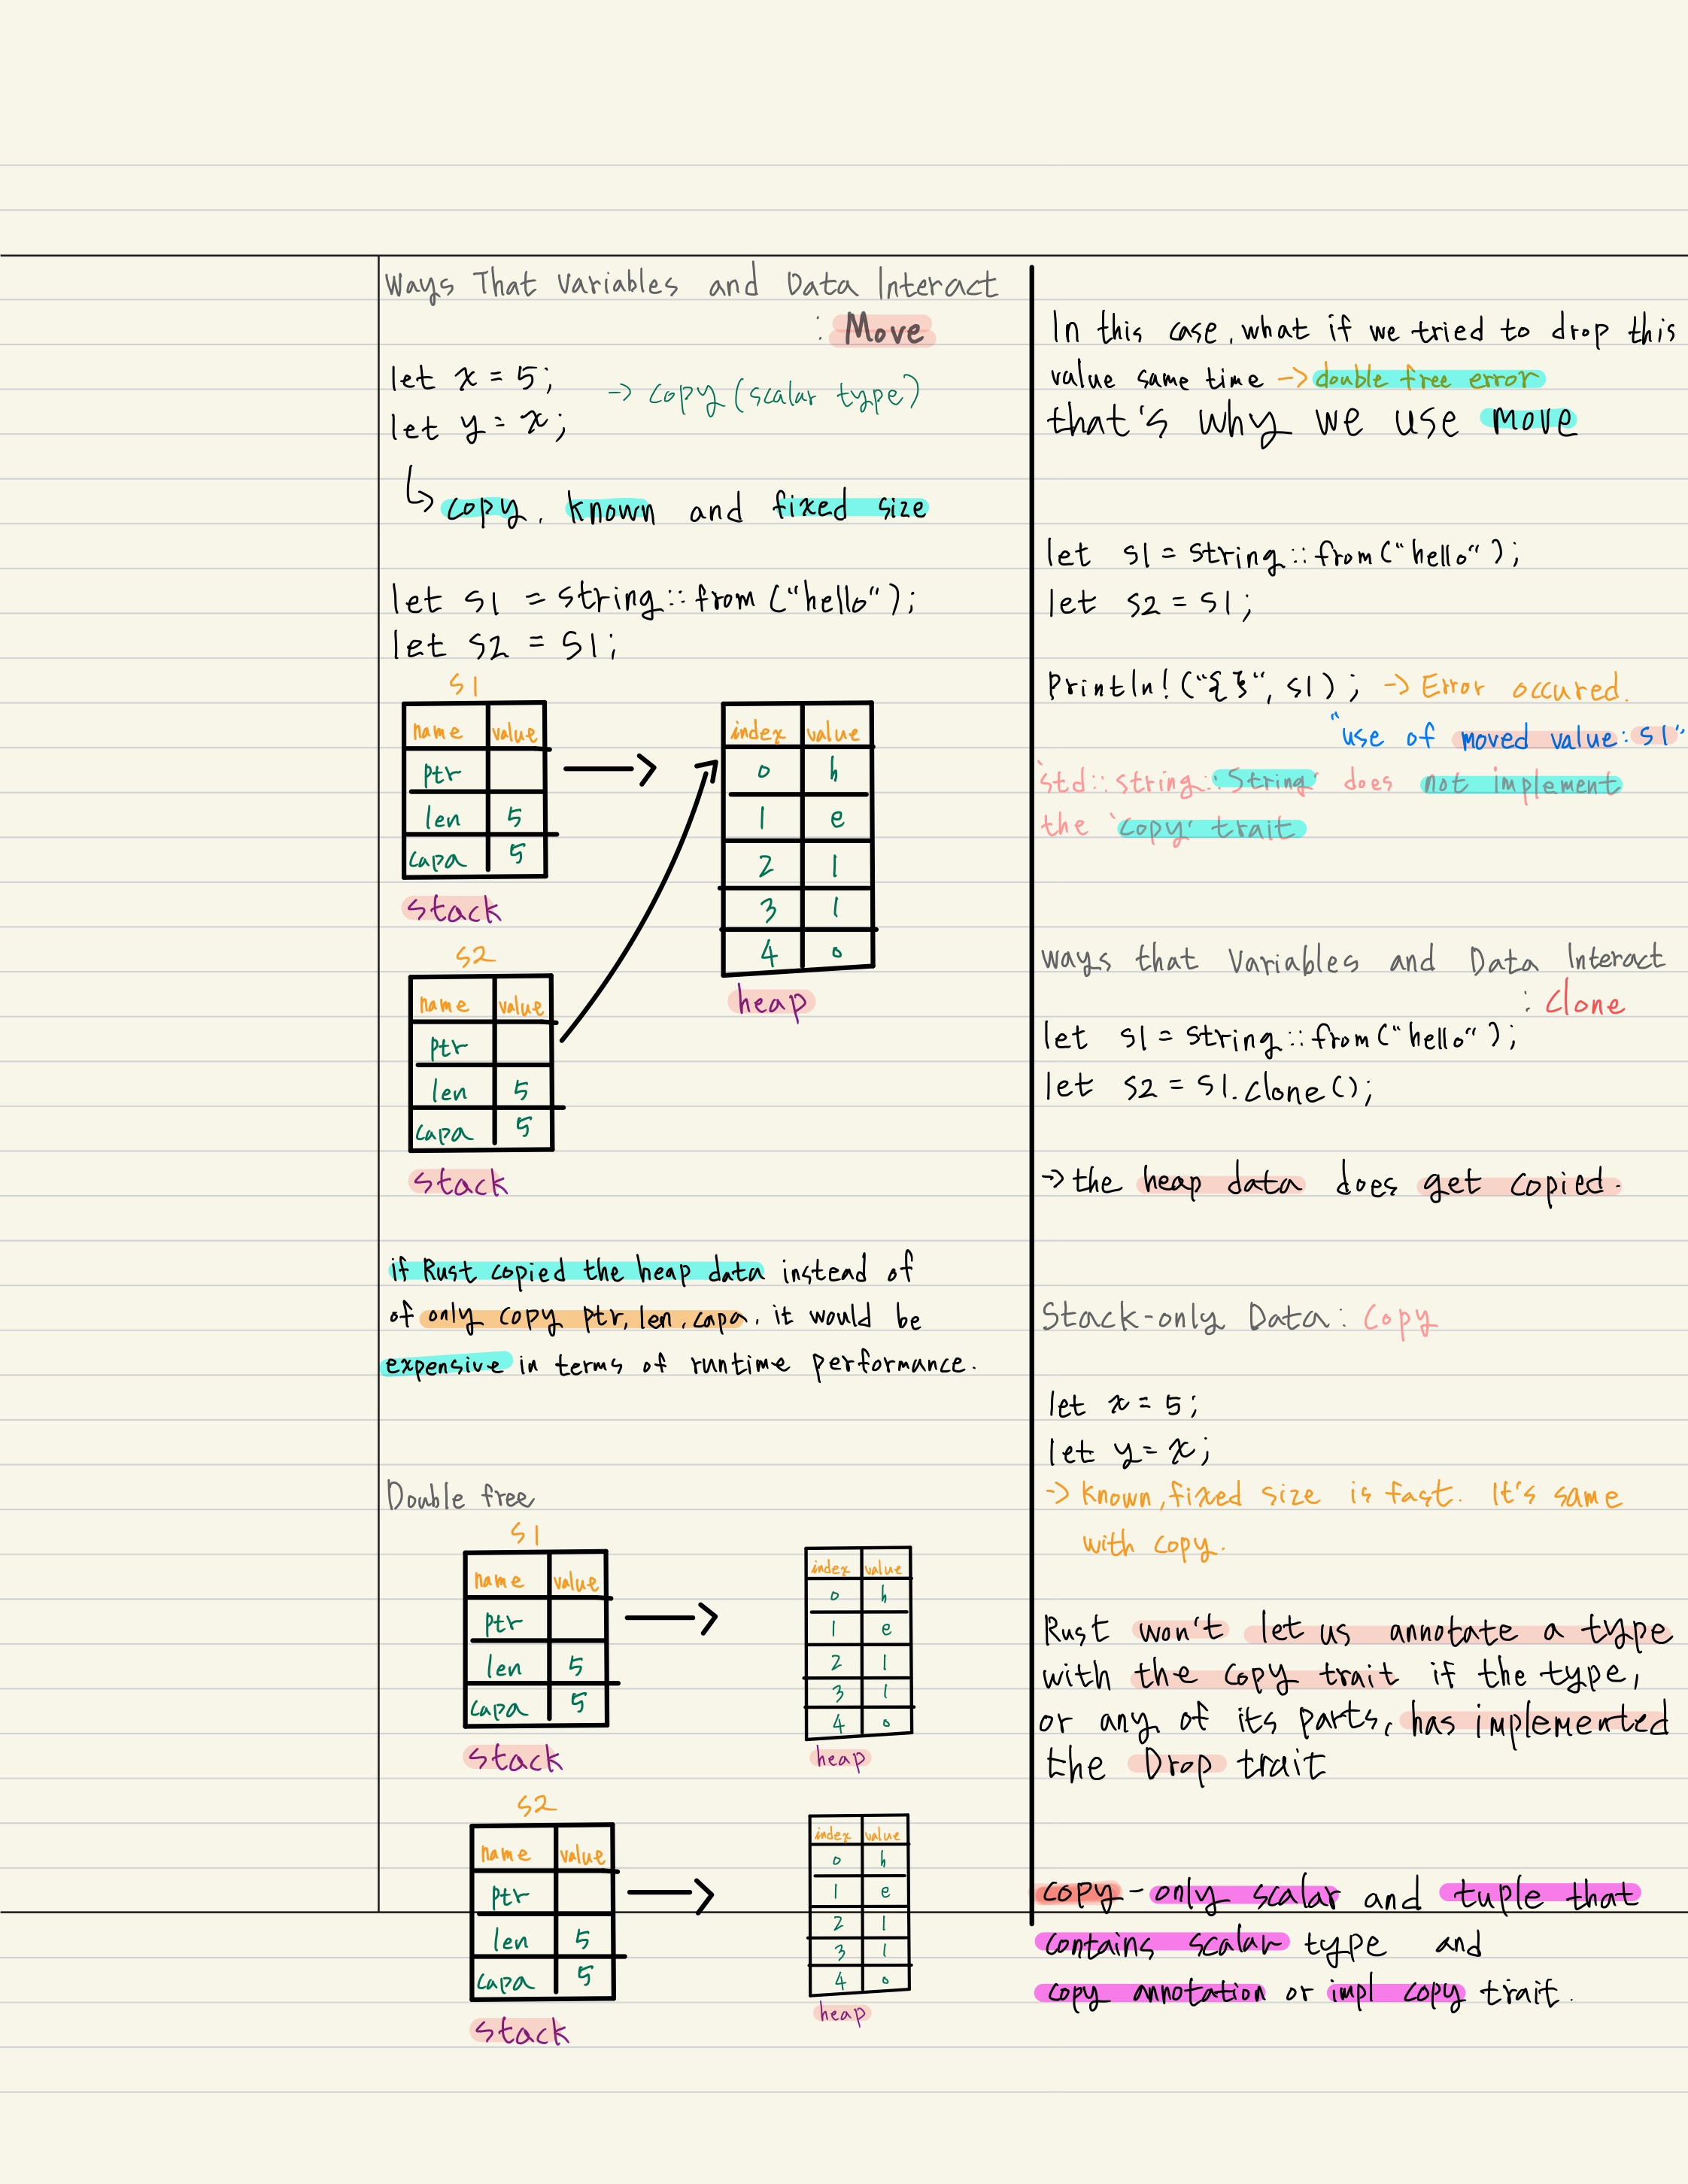 Ways That Variables and Data Interact
: Move
let x = 5;
let y = x;
-> copy (scalar type)
copy, known and fixed size
let s1 = string::from("hello");
let s2 = s1;
s1
name value
ptr
len 5
capa 5
stack
index value
0 h
1 e
2 l
3 l
4 o
heap
s2
name value
ptr
len 5
capa 5
stack
if Rust copied the heap data instead of
of only copy ptr, len, capa, it would be
expensive in terms of runtime performance.
Double free
s1
name value
ptr
len 5
capa 5
stack
index value
0 h
1 e
2 l
3 l
4 o
heap
s2
name value
ptr
len 5
capa 5
stack
index value
0 h
1 e
2 l
3 l
4 o
heap
In this case, what if we tried to drop this
value same time -> double free error
that's why we use move
let s1 = string::from("hello");
let s2 = s1;
println!("{}", s1); -> Error occured.
"use of moved value: s1"
`std::string::String` does not implement
the `copy` trait
ways that Variables and Data Interact
: Clone
let s1 = string::from("hello");
let s2 = s1.clone();
-> the heap data does get copied.
Stack-only Data: Copy
let x = 5;
let y = x;
-> known, fixed size is fast. It's same
with copy.
Rust won't let us annotate a type
with the copy trait if the type,
or any of its parts, has implemented
the Drop trait
copy - only scalar and tuple that
contains scalar type and
copy annotation or impl copy trait.